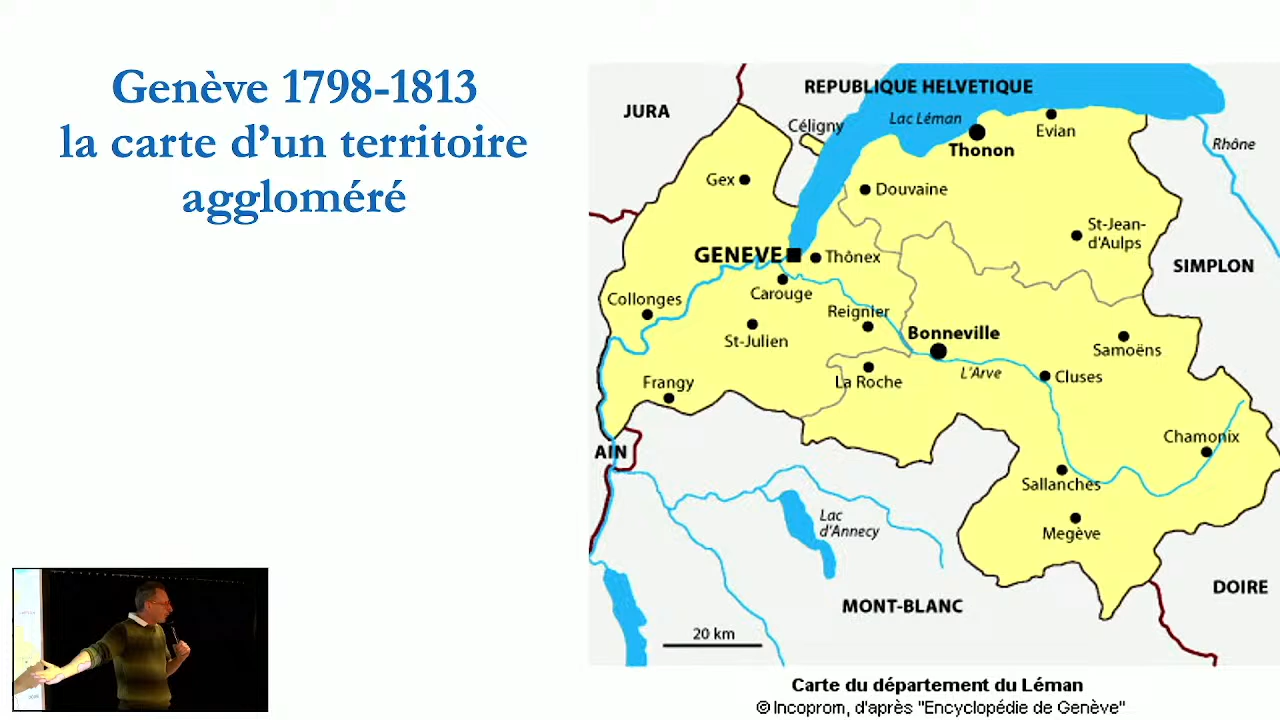 Genève 1798-1813
la carte d’un territoire
aggloméré
REPUBLIQUE HELVETIQUE
JURA
Céligny
Lac Léman
Evian
Thonon
Rhône
Gex
Douvaine
St-Jean-
d'Aulps
GENEVE
Thônex
SIMPLON
Carouge
Collonges
Reignier
St-Julien
Bonneville
Samoëns
L'Arve
Cluses
Frangy
La Roche
Chamonix
AIN
Sallanches
Lac
d'Annecy
Megève
DOIRE
MONT-BLANC
20 km
Carte du département du Léman
© Incoprom, d'après "Encyclopédie de Genève"